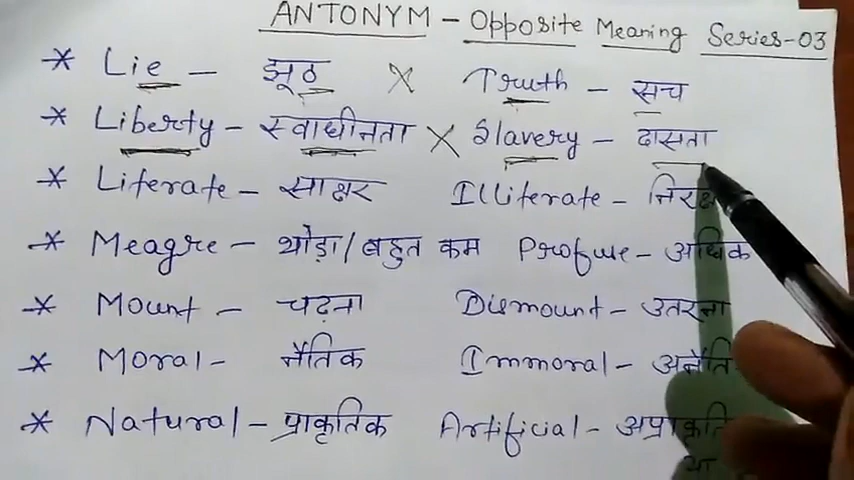 ANTONYM - Opposite Meaning Series-03
* Lie - झूठ × Truth - सच
* Liberty - स्वाधीनता × Slavery - दासता
* Literate - साक्षर Illiterate -
* Meagre - थोड़ा/बहुत कम Profuse - अधिक
* Mount - चढ़ना Dismount - उतरना
* Moral - नैतिक Immoral -
* Natural - प्राकृतिक Artificial -